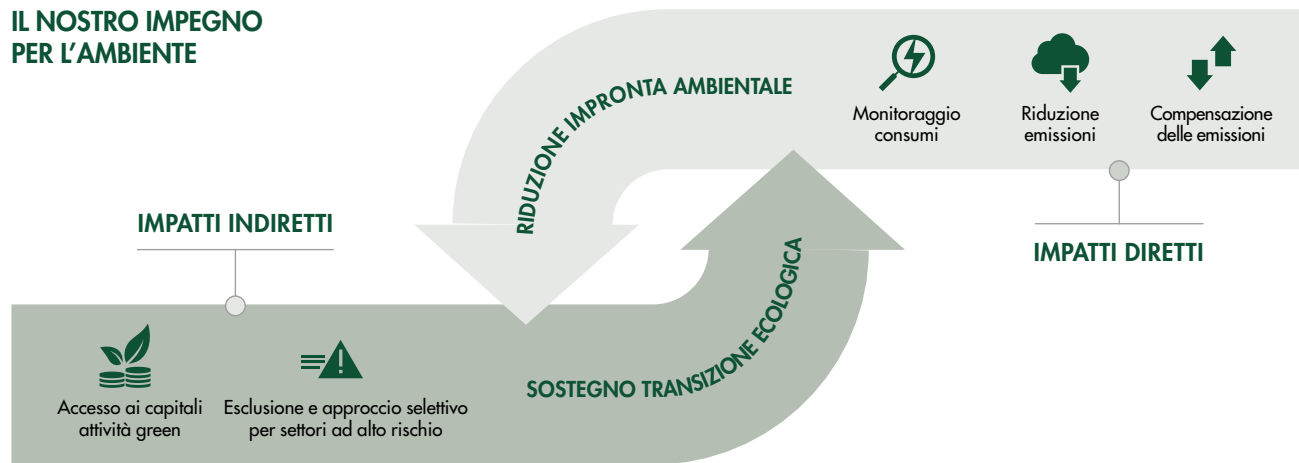 IL NOSTRO IMPEGNO
PER L'AMBIENTE
RIDUZIONE IMPRONTA AMBIENTALE
Monitoraggio
consumi
Riduzione
emissioni
Compensazione
delle emissioni
IMPATTI DIRETTI
IMPATTI INDIRETTI
Accesso ai capitali
attività green
Esclusione e approccio selettivo
per settori ad alto rischio
SOSTEGNO TRANSIZIONE ECOLOGICA